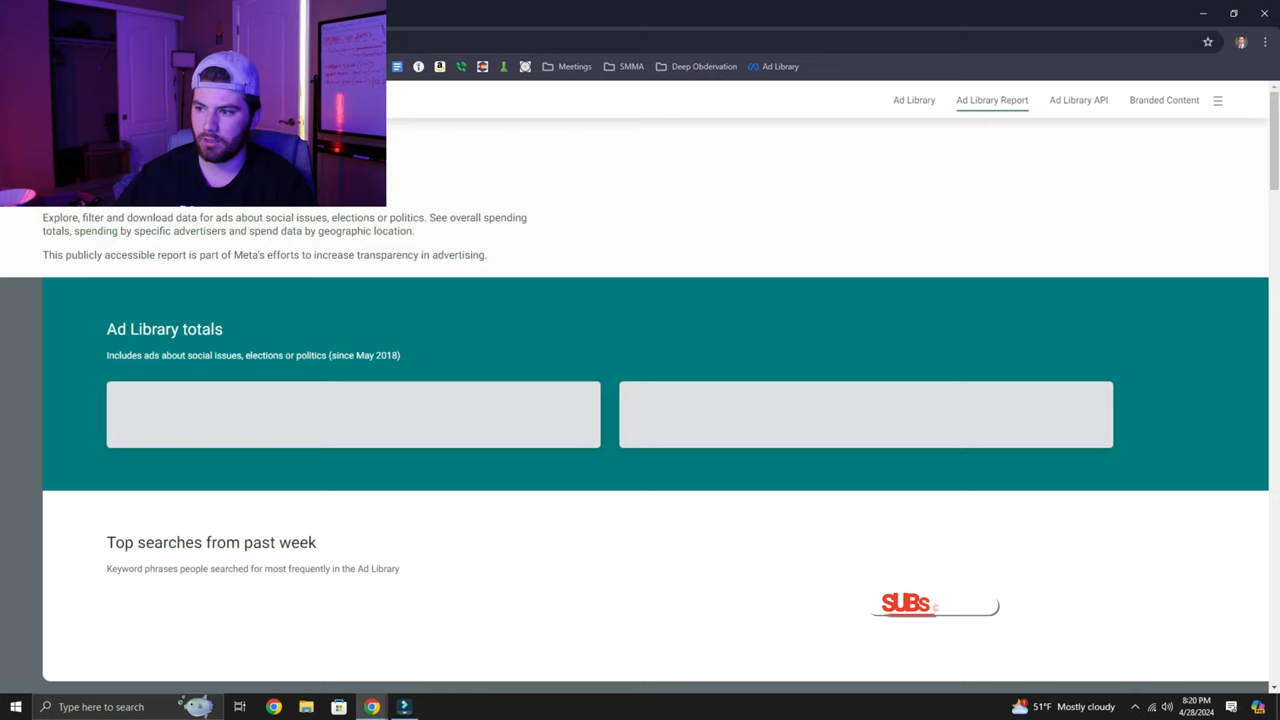 Meetings
SMMA
Deep Obdervation
Ad Library
Ad Library
Ad Library Report
Ad Library API
Branded Content
Explore, filter and download data for ads about social issues, elections or politics. See overall spending
totals, spending by specific advertisers and spend data by geographic location.
This publicly accessible report is part of Meta's efforts to increase transparency in advertising.
Ad Library totals
Includes ads about social issues, elections or politics (since May 2018)
Top searches from past week
Keyword phrases people searched for most frequently in the Ad Library
SUBSC
Type here to search
51°F Mostly cloudy
8:20 PM
4/28/2024